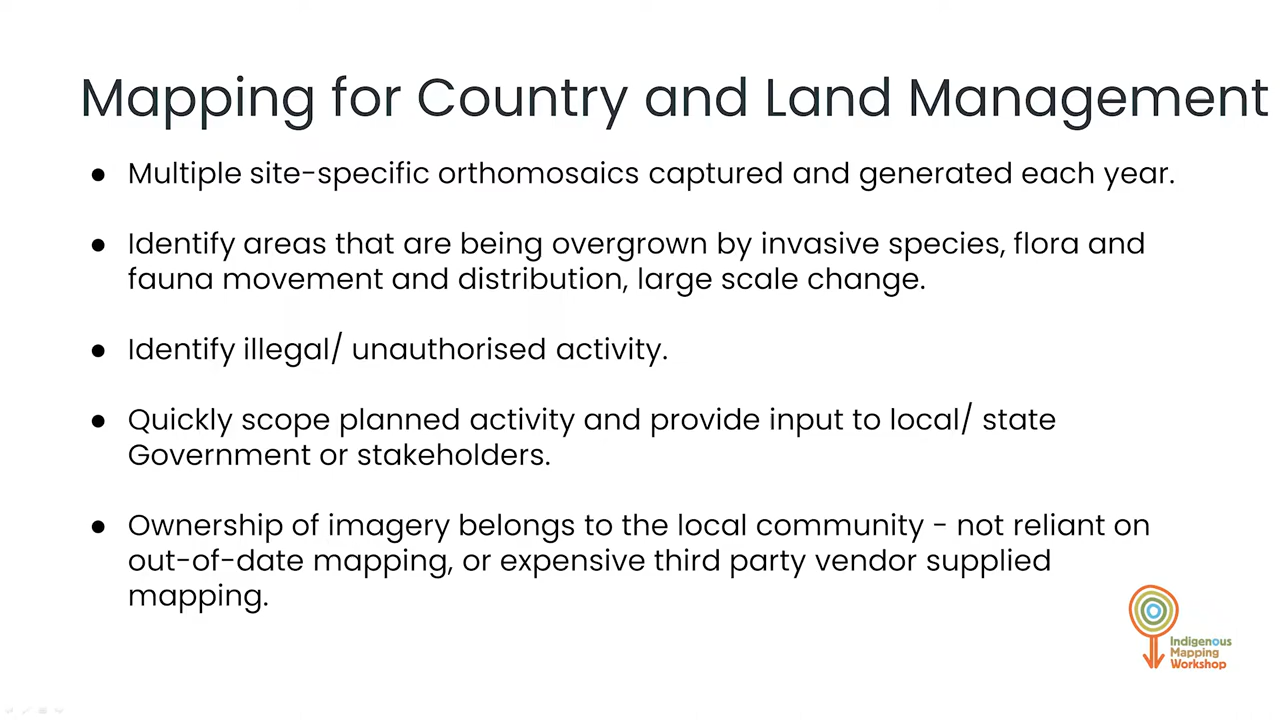 Mapping for Country and Land Management
● Multiple site-specific orthomosaics captured and generated each year.
● Identify areas that are being overgrown by invasive species, flora and
fauna movement and distribution, large scale change.
● Identify illegal/ unauthorised activity.
● Quickly scope planned activity and provide input to local/ state
Government or stakeholders.
● Ownership of imagery belongs to the local community - not reliant on
out-of-date mapping, or expensive third party vendor supplied
mapping.
Indigenous
Mapping
Workshop